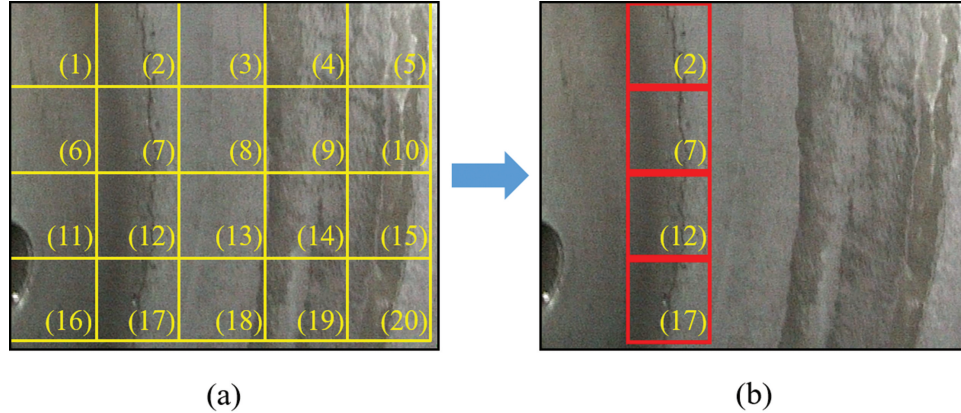 (1) (2) (3) (4) (5) (2)
(6) (7) (8) (9) (10) (7)
(11) (12) (13) (14) (15) (12)
(16) (17) (18) (19) (20) (17)
(a) (b)